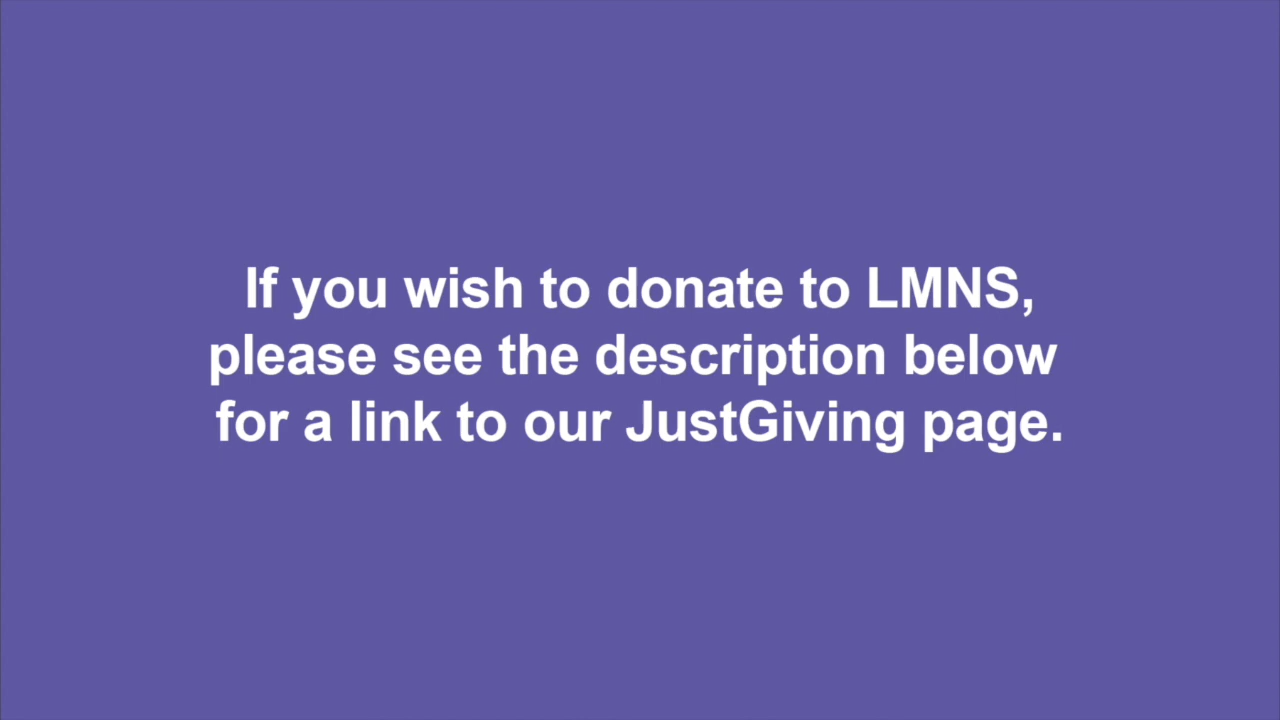 If you wish to donate to LMNS,
please see the description below
for a link to our JustGiving page.